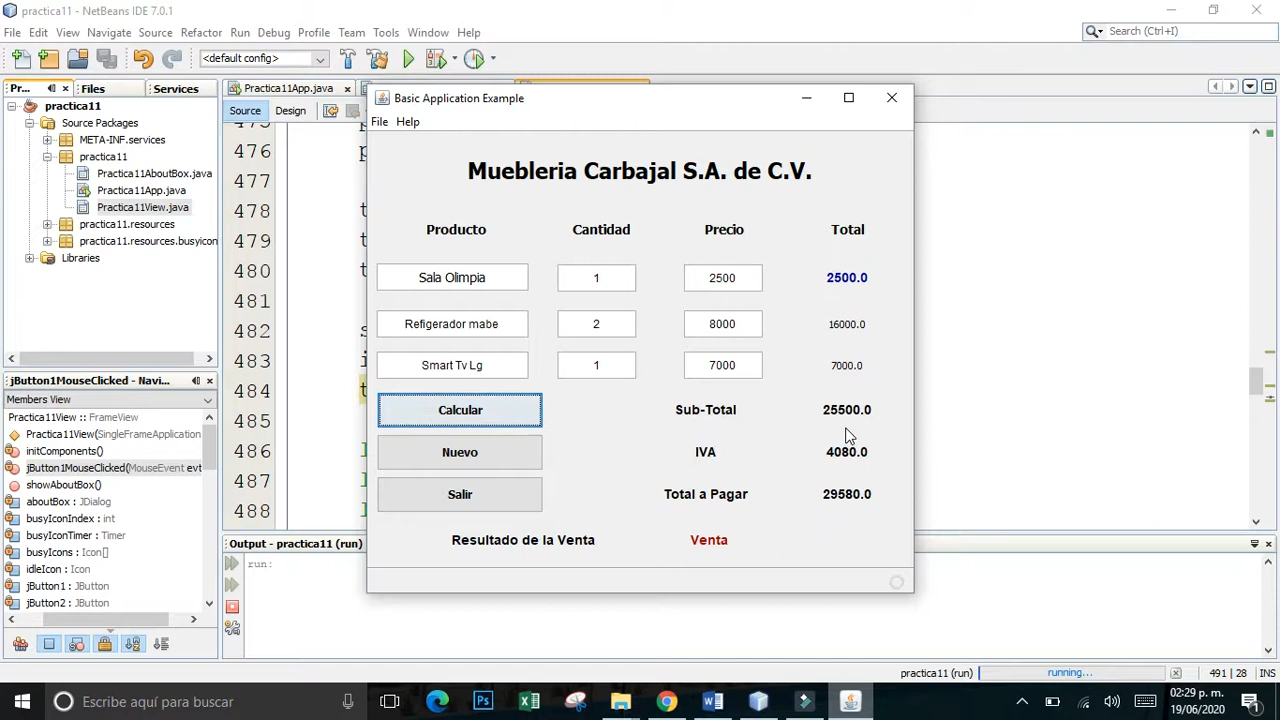 practica11 - NetBeans IDE 7.0.1
File Edit View Navigate Source Refactor Run Debug Profile Team Tools Window Help
Search (Ctrl+I)
<default config>
Pr... Files Services
Practica11App.java
Source Design
practica11
Source Packages
META-INF.services
practica11
Practica11AboutBox.java
Practica11App.java
Practica11View.java
practica11.resources
practica11.resources.busyicon
Libraries
475
476
477
478
479
480
481
482
483
484
485
486
487
488
Basic Application Example
File Help
Muebleria Carbajal S.A. de C.V.
Producto Cantidad Precio Total
Sala Olimpia 1 2500 2500.0
Refigerador mabe 2 8000 16000.0
Smart Tv Lg 1 7000 7000.0
Calcular Sub-Total 25500.0
Nuevo IVA 4080.0
Salir Total a Pagar 29580.0
Resultado de la Venta Venta
jButton1MouseClicked - Navi...
Members View
Practica11View :: FrameView
Practica11View(SingleFrameApplication
initComponents()
jButton1MouseClicked(MouseEvent evt
showAboutBox()
aboutBox : JDialog
busyIconIndex : int
busyIconTimer : Timer
busyIcons : Icon[]
idleIcon : Icon
jButton1 : JButton
jButton2 : JButton
Output - practica11 (run)
run:
practica11 (run) running... 491 | 28 INS
Escribe aquí para buscar
02:29 p. m.
19/06/2020
1